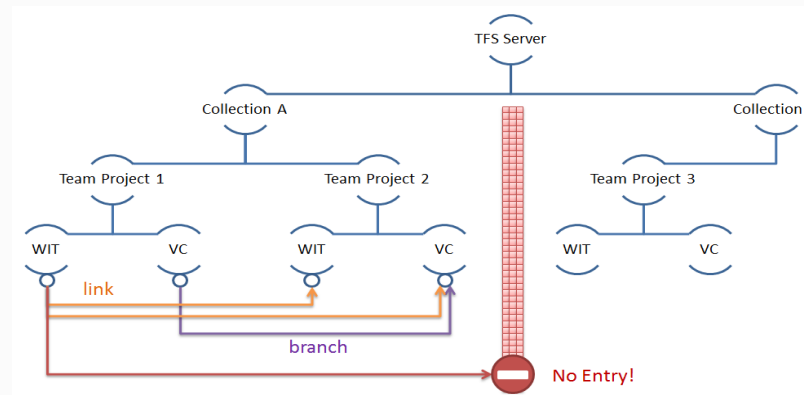 TFS Server
Collection A
Collection
Team Project 1
Team Project 2
Team Project 3
WIT
VC
WIT
VC
WIT
VC
link
branch
No Entry!